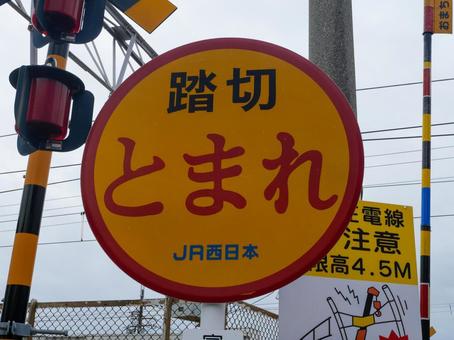 踏切
とまれ
JR西日本
電線
注意
限高4.5M